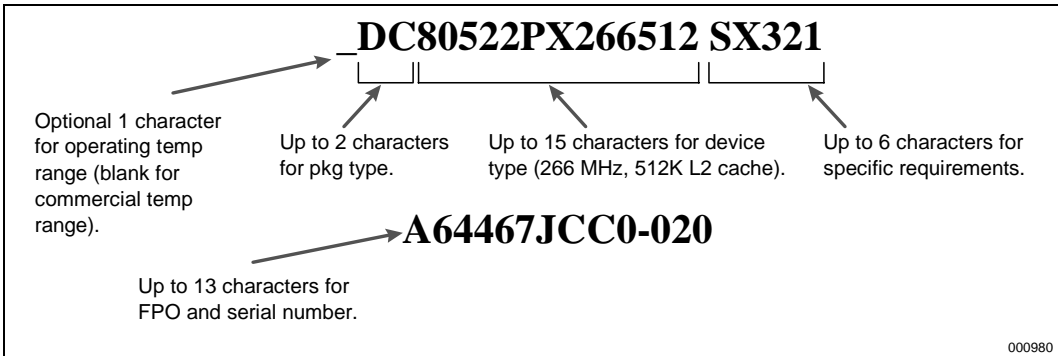 _DC80522PX266512 SX321
Optional 1 character
for operating temp
range (blank for
commercial temp
range).
Up to 2 characters
for pkg type.
Up to 15 characters for device
type (266 MHz, 512K L2 cache).
Up to 6 characters for
specific requirements.
A64467JCC0-020
Up to 13 characters for
FPO and serial number.
000980